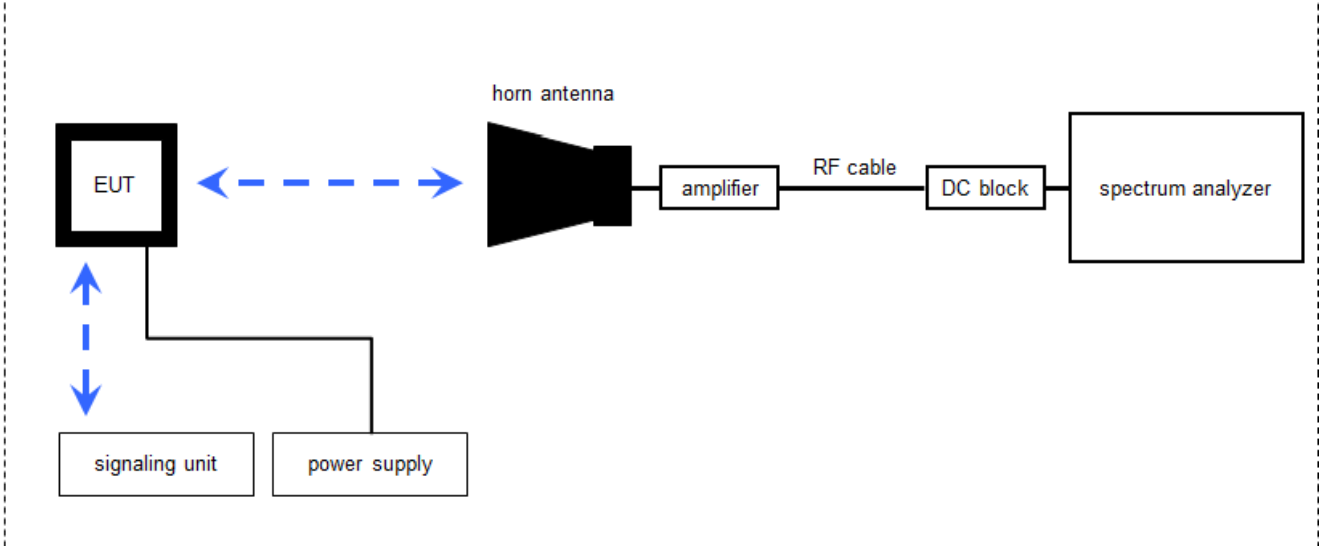 horn antenna
EUT
amplifier
RF cable
DC block
spectrum analyzer
signaling unit
power supply